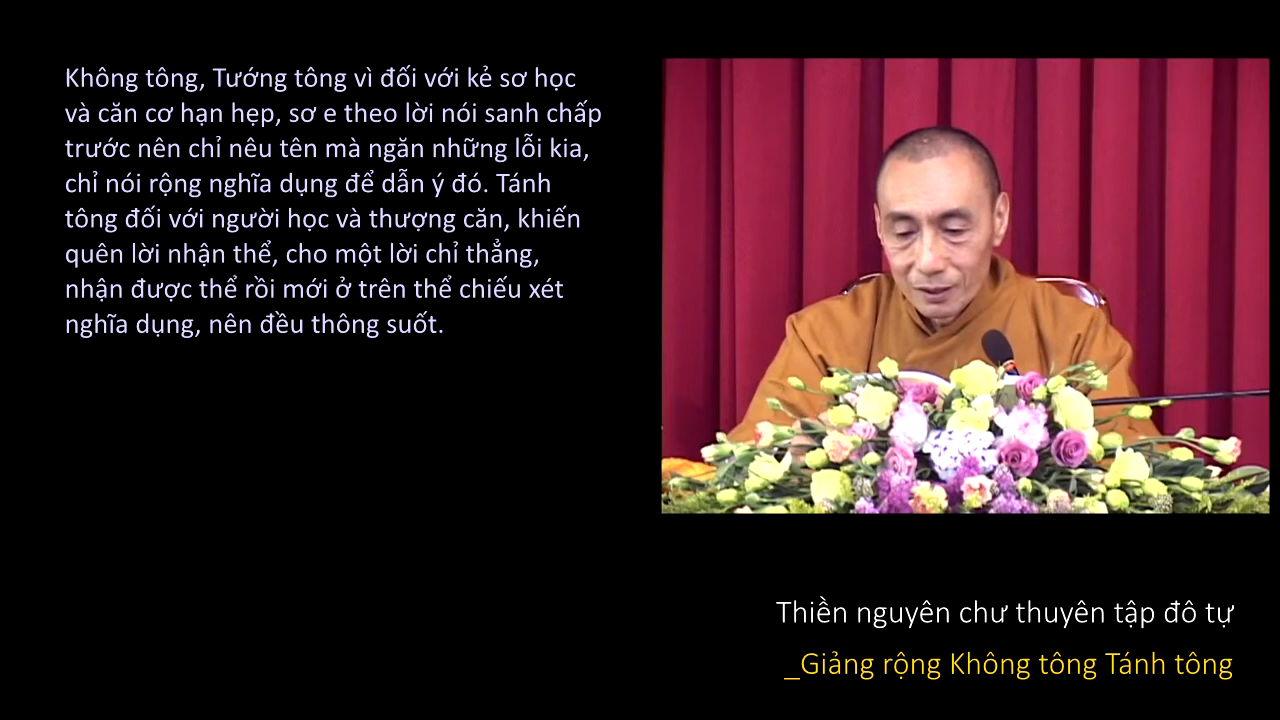 Không tông, Tướng tông vì đối với kẻ sơ học
và căn cơ hạn hẹp, sơ e theo lời nói sanh chấp
trước nên chỉ nêu tên mà ngăn những lỗi kia,
chỉ nói rộng nghĩa dụng để dẫn ý đó. Tánh
tông đối với người học và thượng căn, khiến
quên lời nhận thể, cho một lời chỉ thẳng,
nhận được thể rồi mới ở trên thể chiếu xét
nghĩa dụng, nên đều thông suốt.
Thiền nguyên chư thuyên tập đô tự
_Giảng rộng Không tông Tánh tông